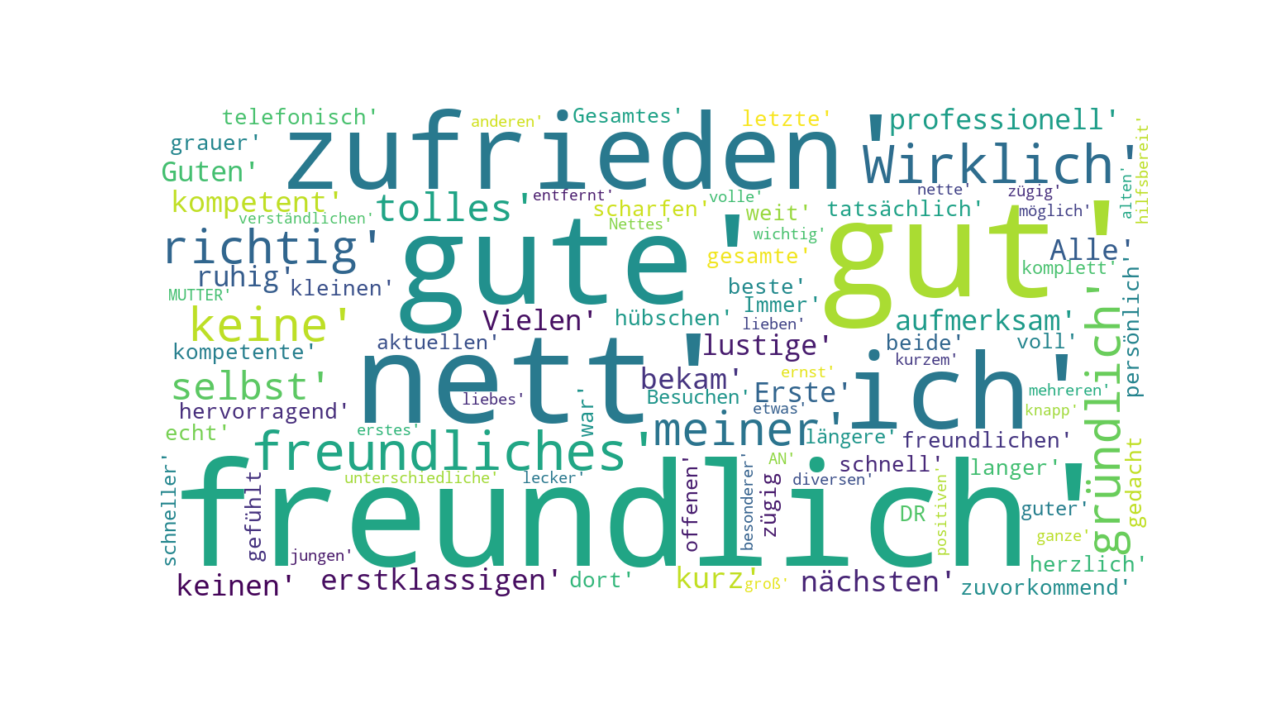 telefonisch'
anderen'
Gesamtes'
letzte'
professionell'
grauer'
zufrieden'
Wirklich'
hilfsbereit'
Guten'
alten'
kompetent'
entfernt'
volle'
nette'
zügig'
verständlichen'
tolles'
scharfen'
weit'
tatsächlich'
möglich'
Nettes'
wichtig'
richtig'
gute'
gesamte'
gut'
Alle'
ruhig'
kleinen'
beste'
komplett'
MUTTER'
Immer'
persönlich'
keine'
Vielen'
hübschen'
lieben'
aufmerksam'
gründlich'
kompetente'
aktuellen'
nett'
lustige'
beide'
voll'
kurzem'
selbst'
bekam'
ernst'
ich'
liebes'
Besuchen'
Erste'
mehreren'
hervorragend'
war'
etwas'
knapp'
echt'
erstes'
meiner'
längere'
freundlichen'
freundliches'
schneller'
gefühlt
unterschiedliche'
lecker'
offenen'
AN'
besonderer'
zügig
schnell'
diversen'
langer'
gedacht
freundlich'
positiven'
DR
guter'
jungen'
ganze'
keinen'
erstklassigen'
dort'
kurz'
groß'
nächsten'
herzlich'
zuvorkommend'